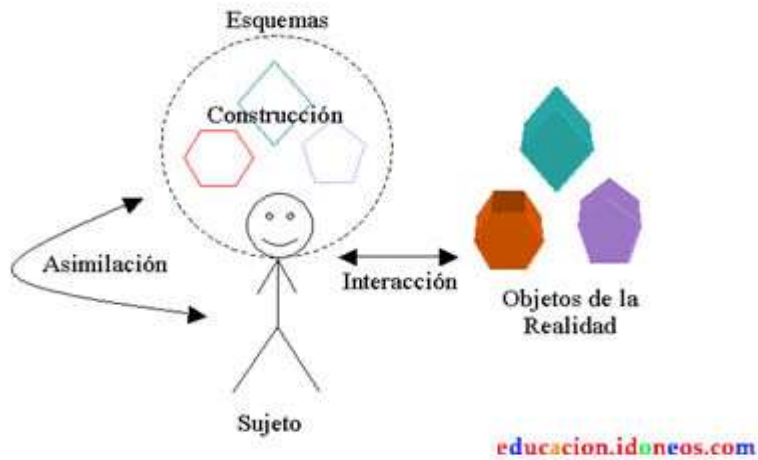 Esquemas
Construcción
Asimilación
Interacción
Objetos de la
Realidad
Sujeto
educacion.idoneos.com